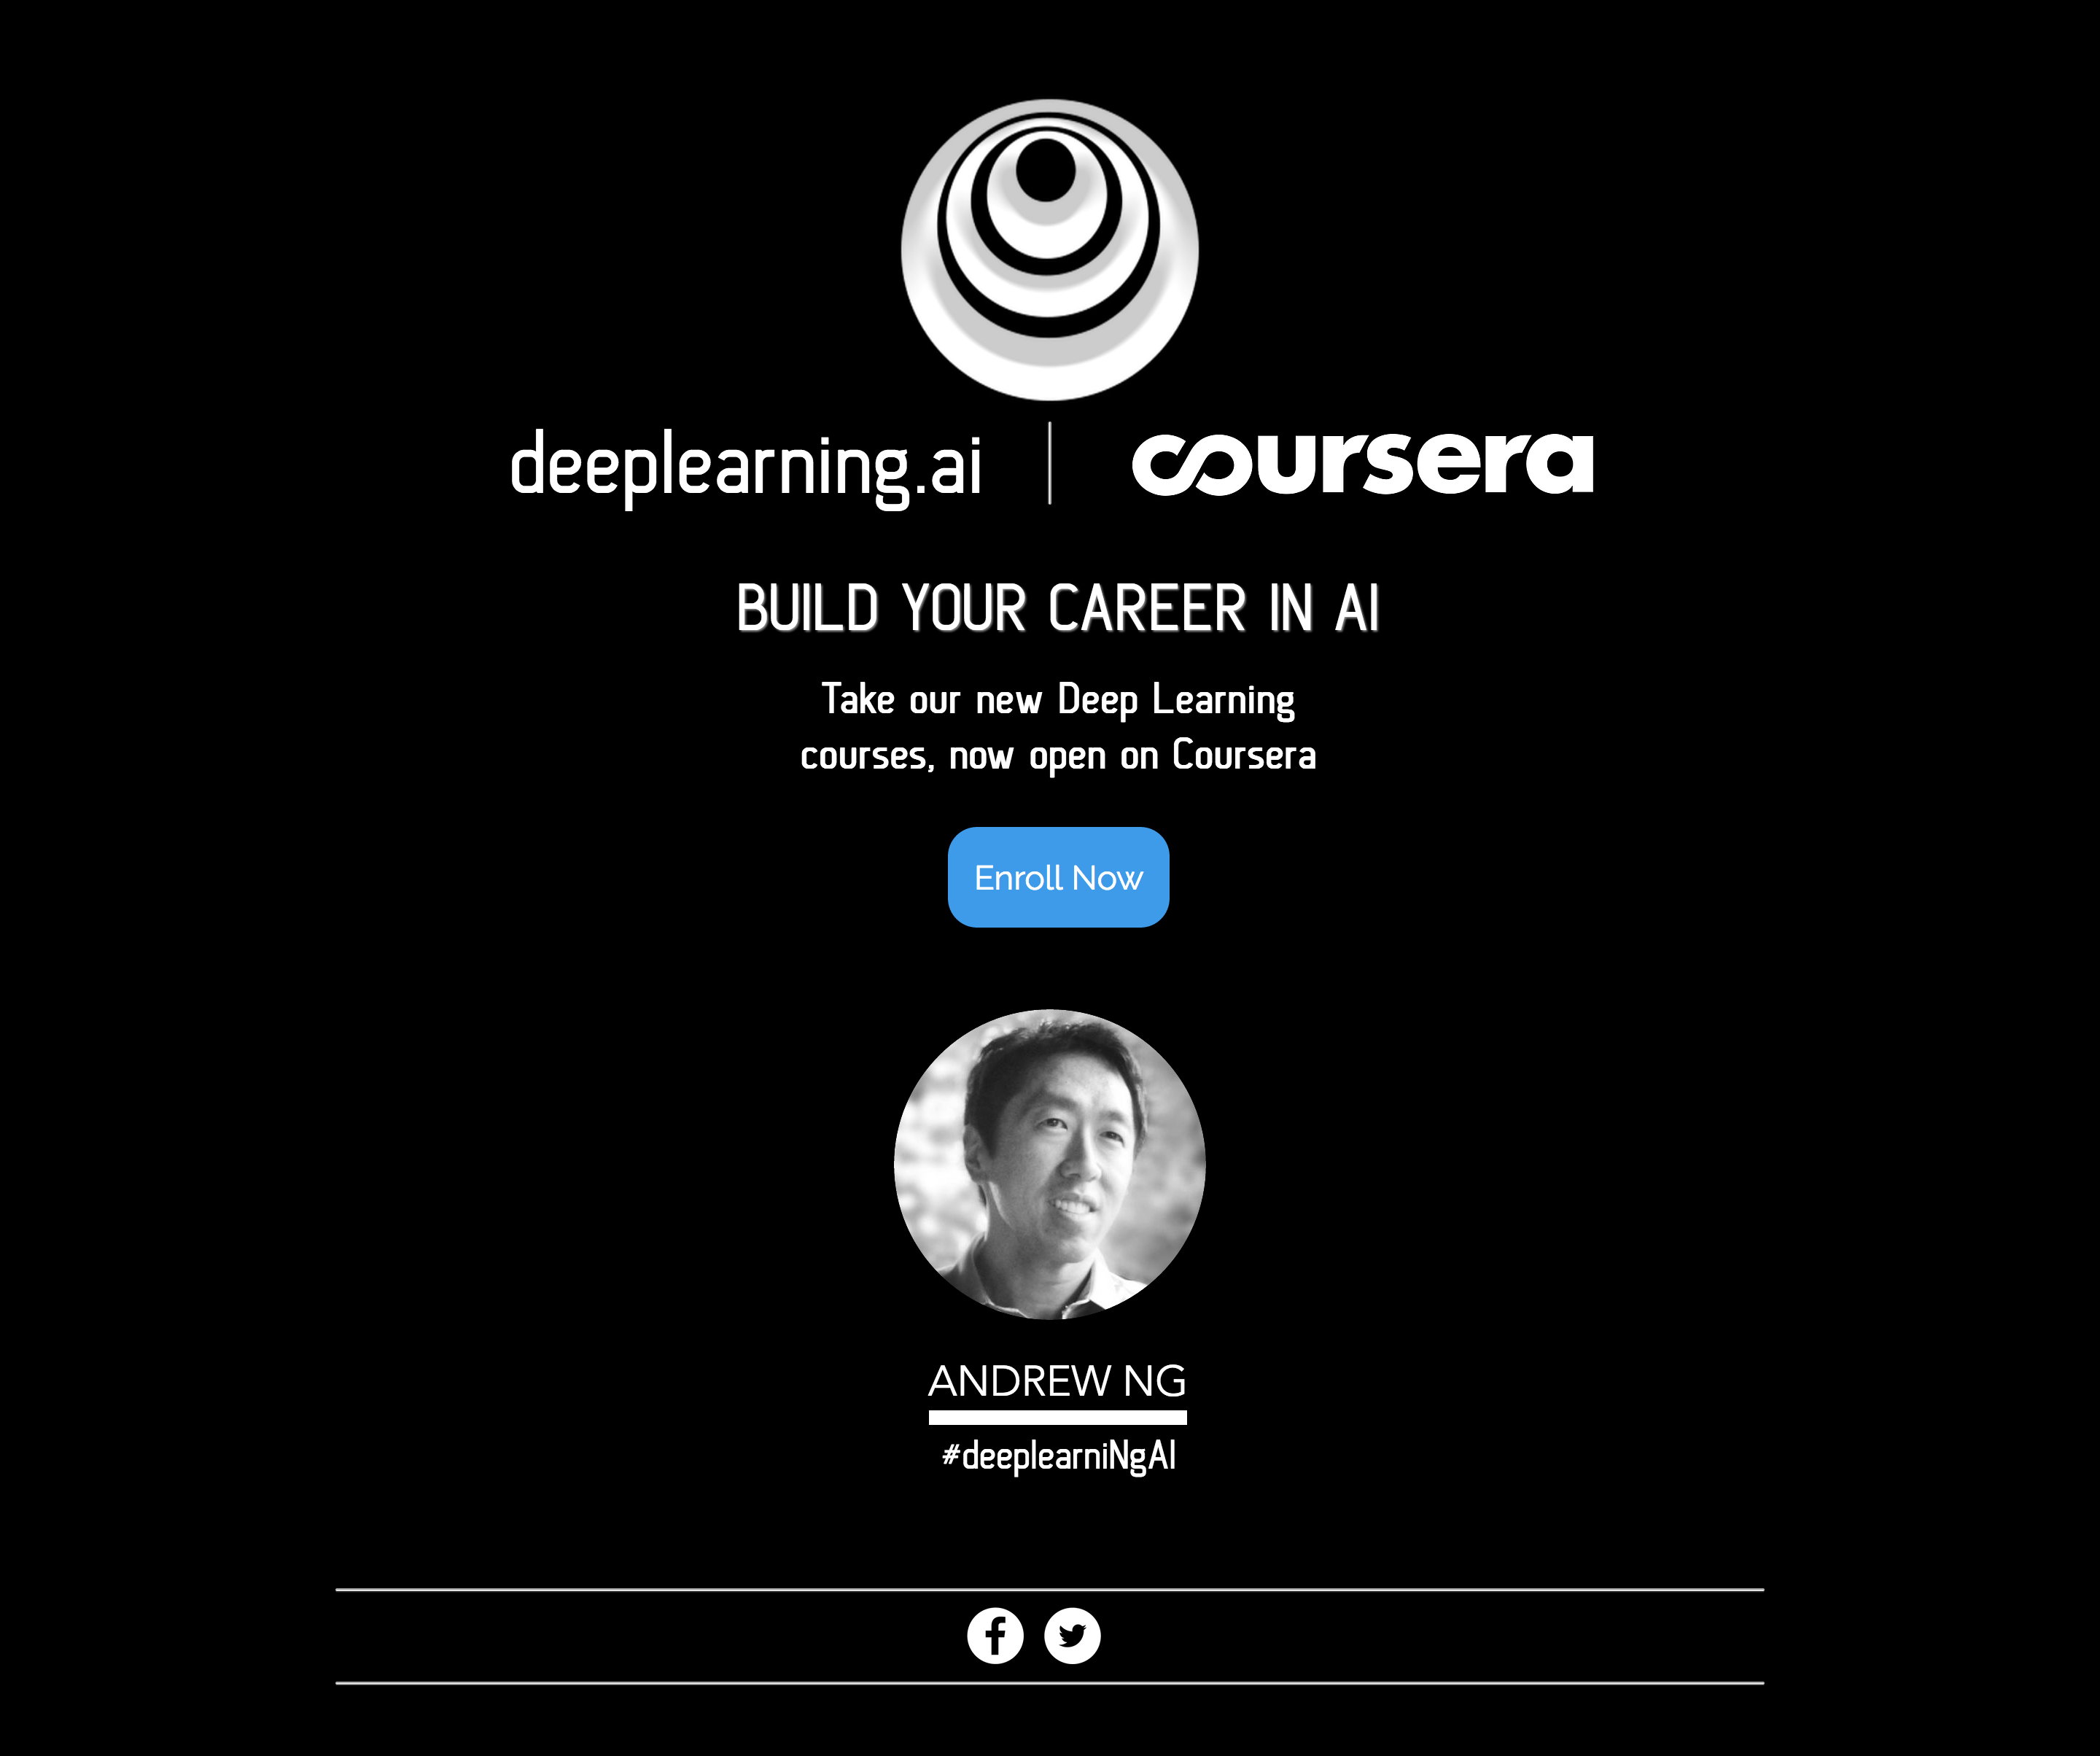 deeplearning.ai
coursera
BUILD YOUR CAREER IN AI
Take our new Deep Learning
courses, now open on Coursera
Enroll Now
ANDREW NG
#deeplearniNgAI